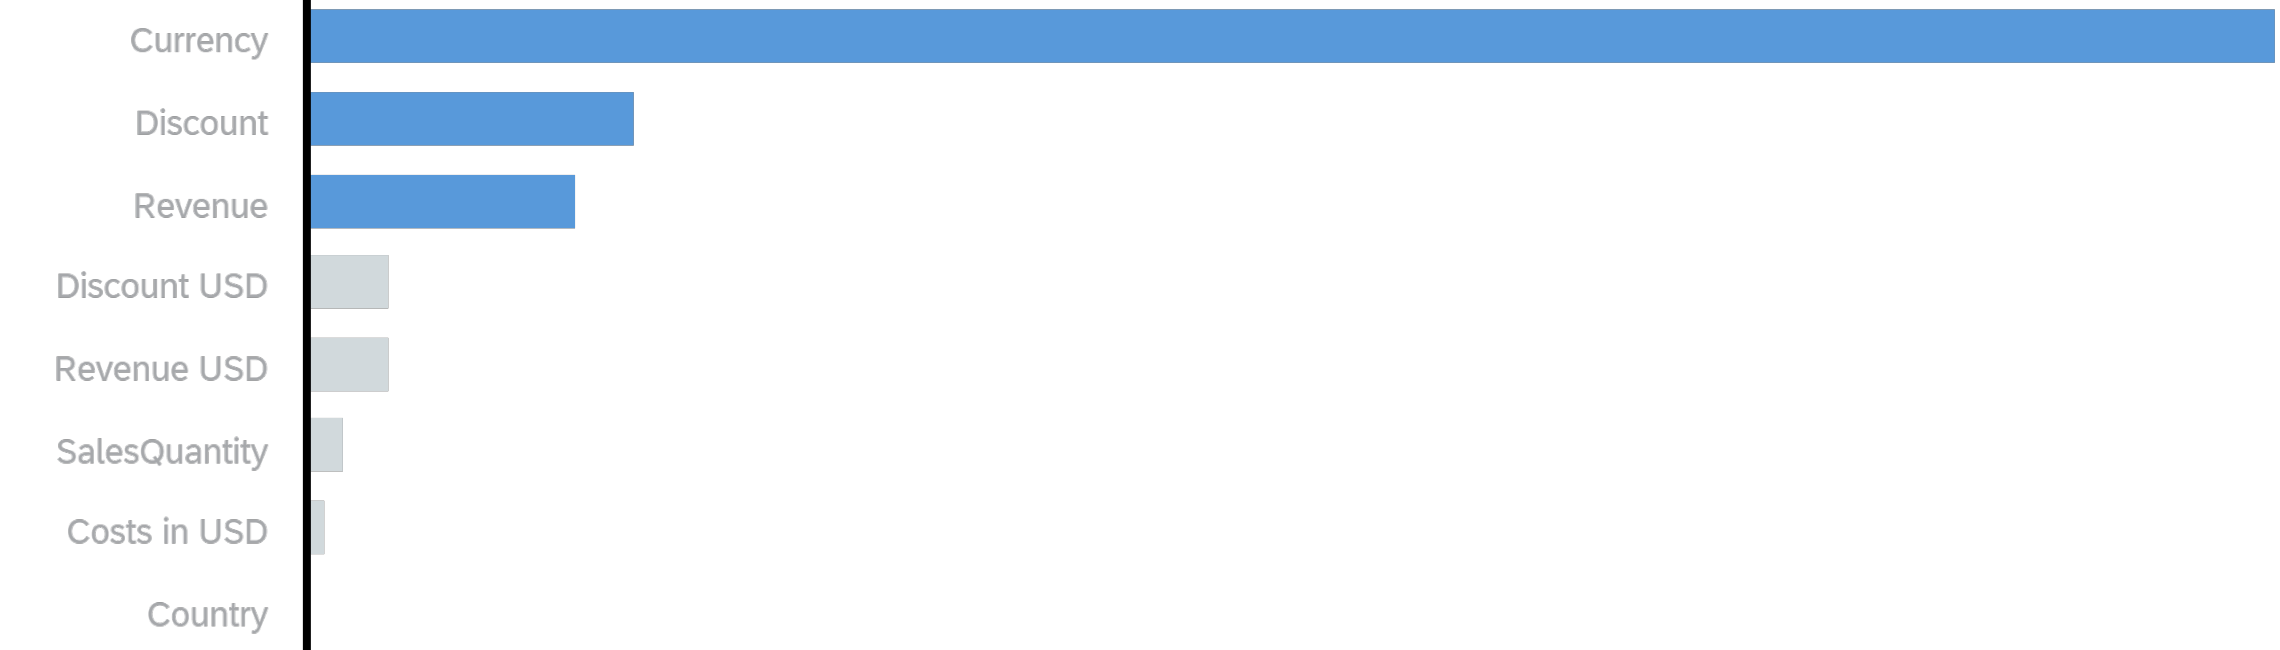 Currency
Discount
Revenue
Discount USD
Revenue USD
SalesQuantity
Costs in USD
Country